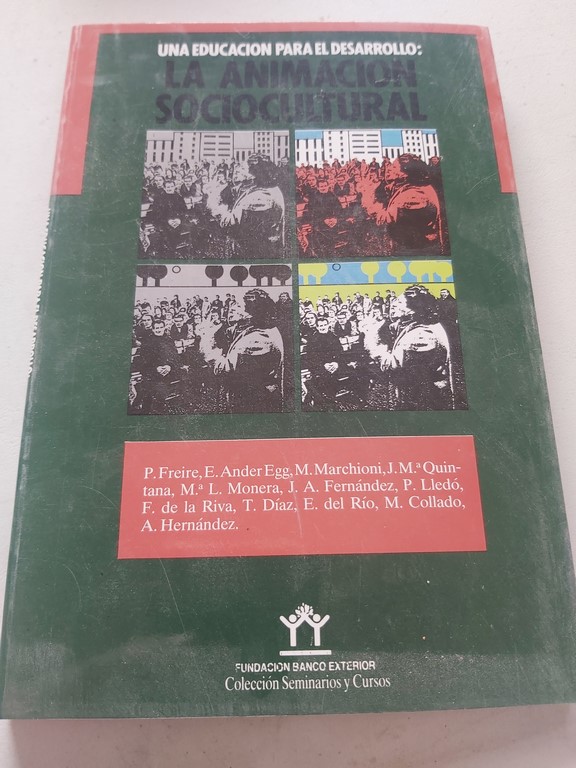 UNA EDUCACION PARA EL DESARROLLO:
LA ANIMACION
SOCIOCULTURAL
P. Freire, E. Ander Egg, M. Marchioni, J. M.ª Quin-
tana, M.ª L. Monera, J. A. Fernández, P. Lledó,
F. de la Riva, T. Díaz, E. del Río, M. Collado,
A. Hernández.
FUNDACION BANCO EXTERIOR
Colección Seminarios y Cursos